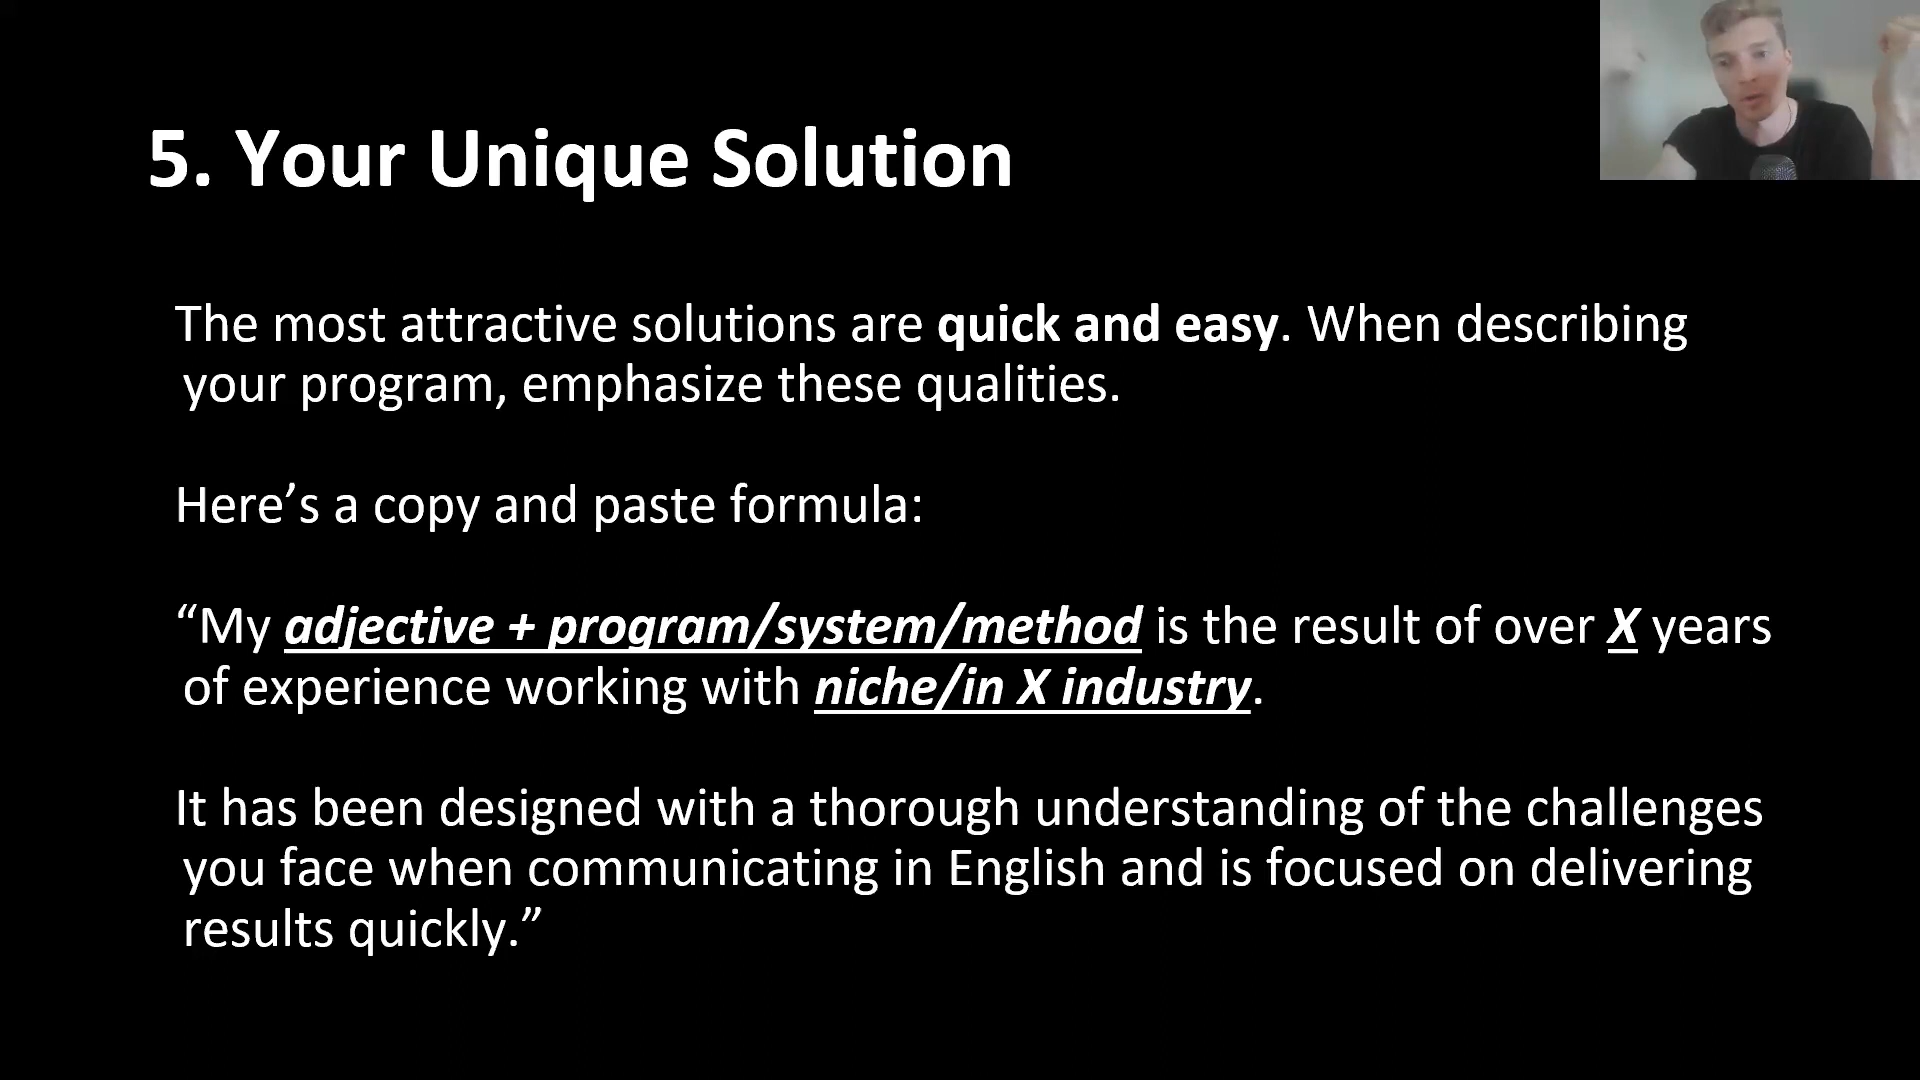 5. Your Unique Solution
The most attractive solutions are quick and easy. When describing
your program, emphasize these qualities.
Here’s a copy and paste formula:
“My adjective + program/system/method is the result of over X years
of experience working with niche/in X industry.
It has been designed with a thorough understanding of the challenges
you face when communicating in English and is focused on delivering
results quickly.”